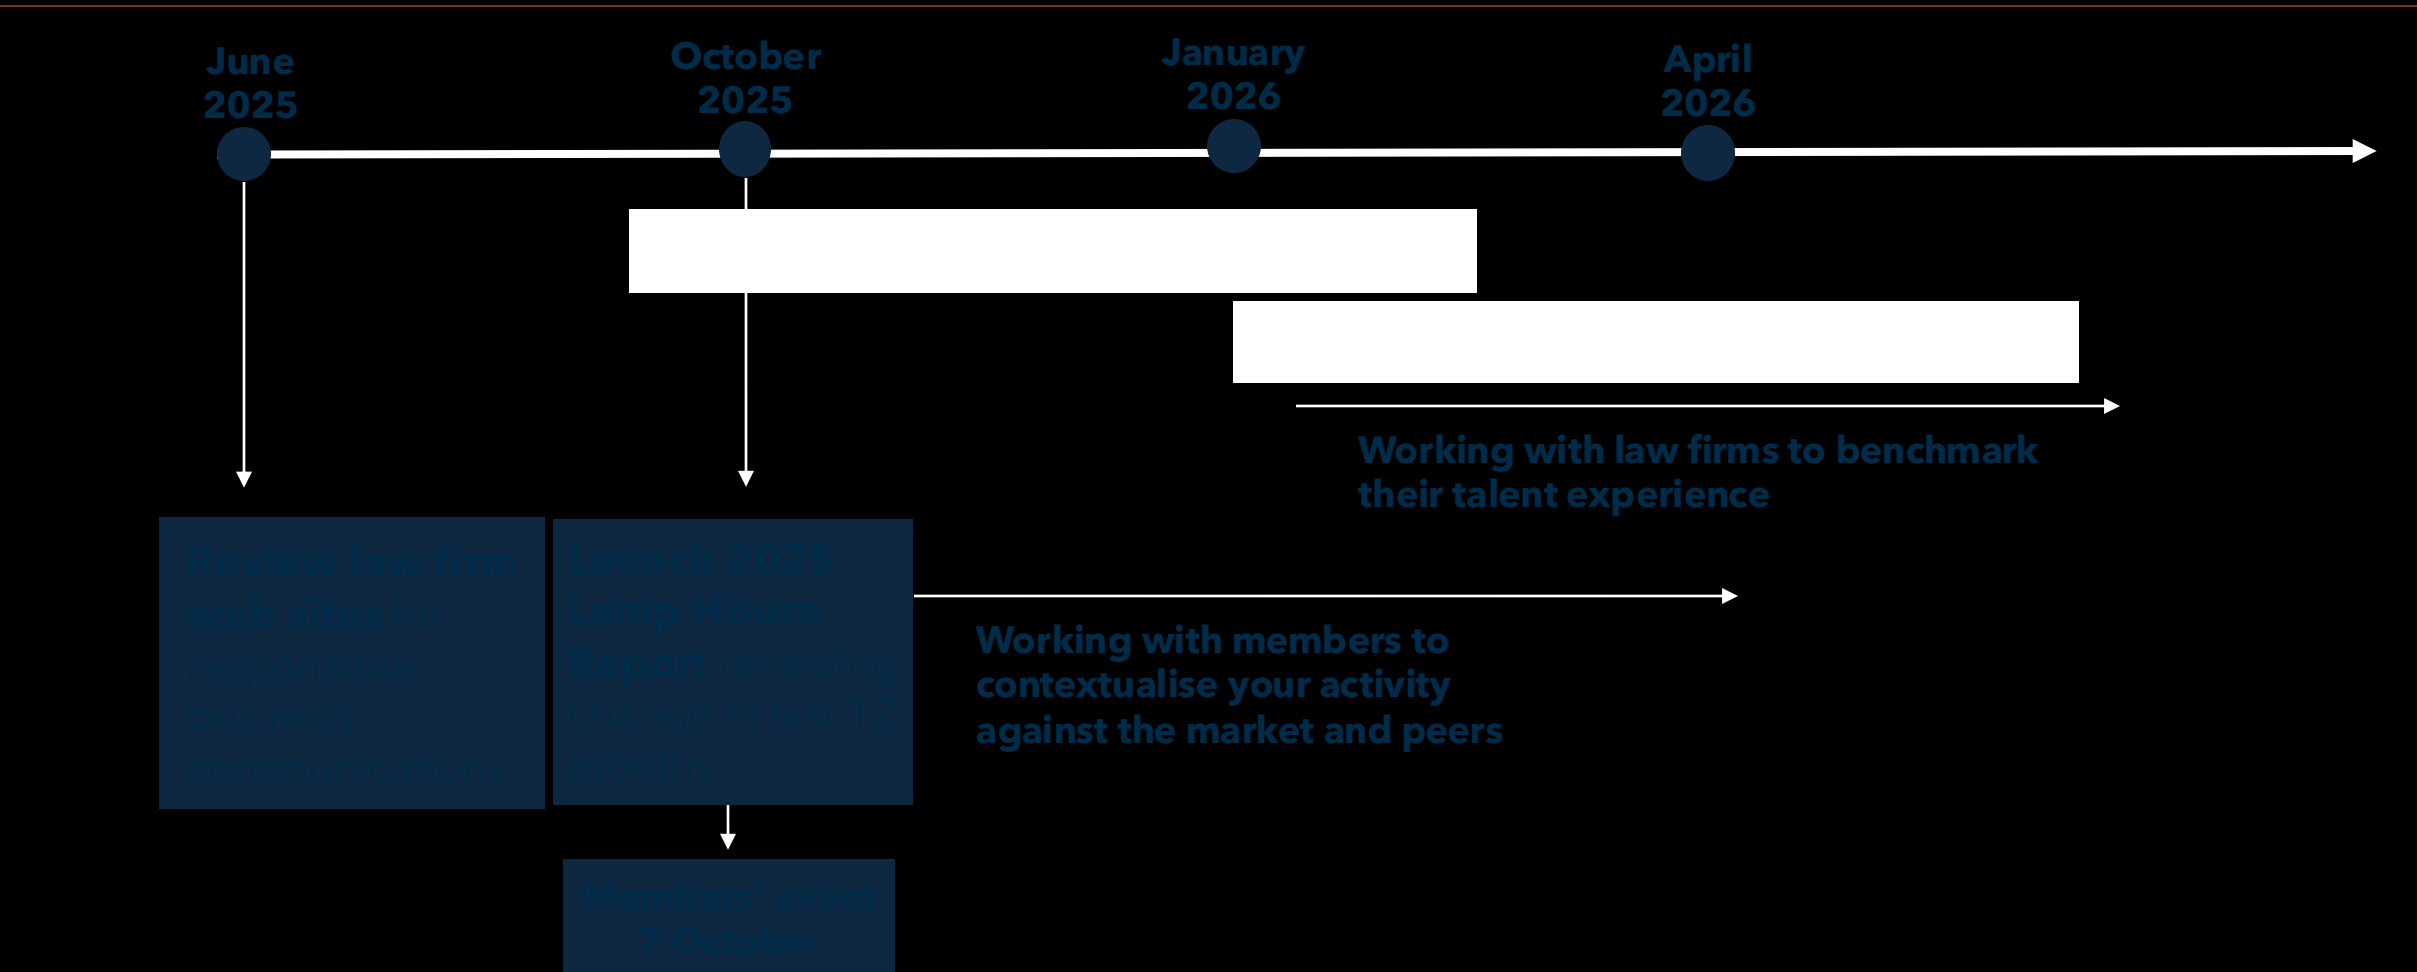 June
2025
October
2025
January
2026
April
2026
Working with law firms to benchmark
their talent experience
Review law firm
web sites for
responsible
business
communications
Launch 2025
Lamp House
Report revealing
change in last 12
months
Working with members to
contextualise your activity
against the market and peers
Members' event
7 October